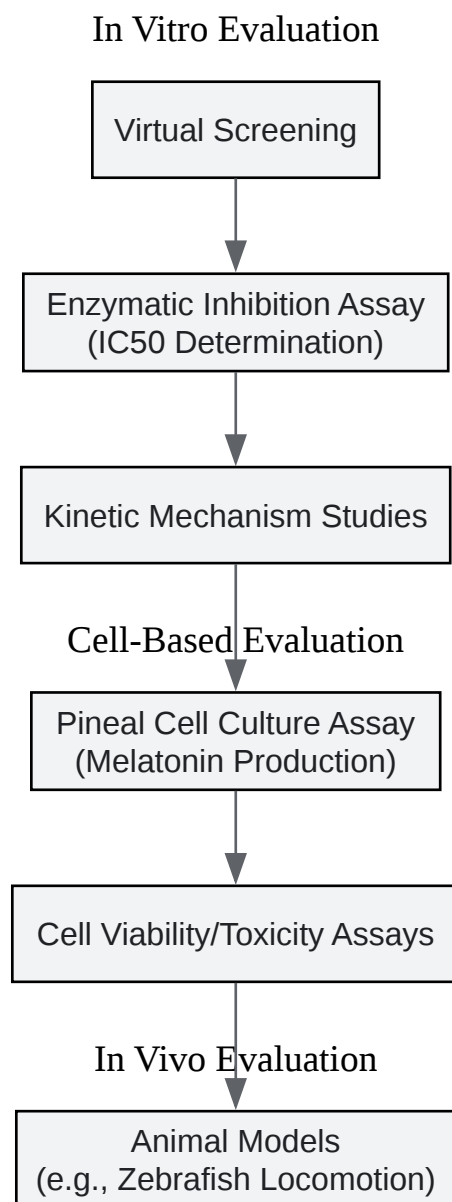 In Vitro Evaluation
Virtual Screening
Enzymatic Inhibition Assay
(IC50 Determination)
Kinetic Mechanism Studies
Cell-Based Evaluation
Pineal Cell Culture Assay
(Melatonin Production)
Cell Viability/Toxicity Assays
In Vivo Evaluation
Animal Models
(e.g., Zebrafish Locomotion)